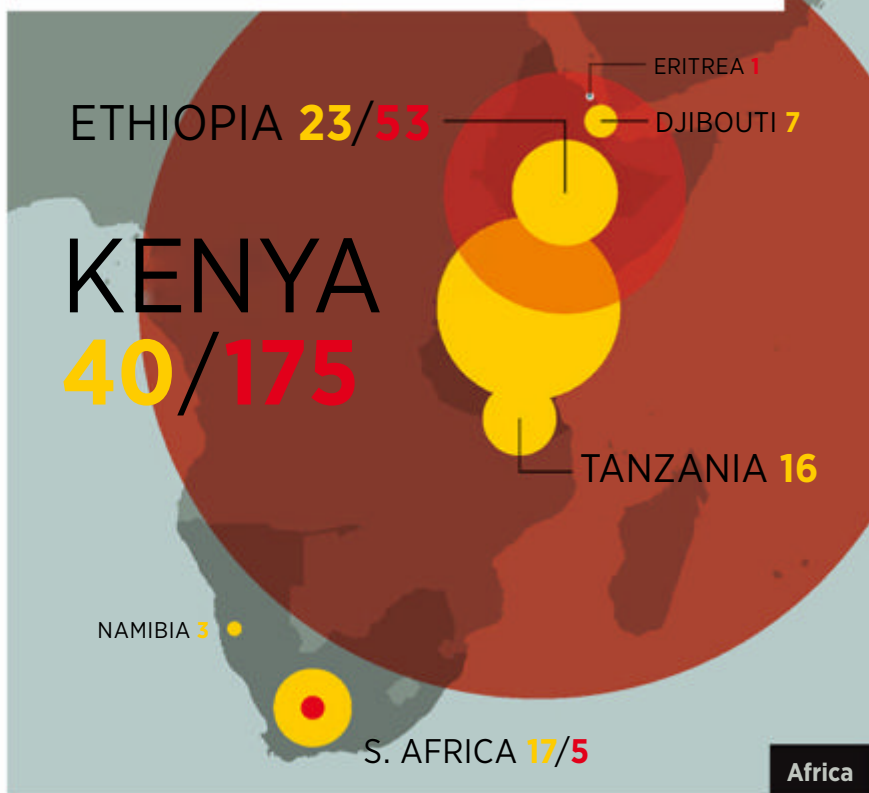 ERITREA 1
ETHIOPIA 23/53
DJIBOUTI 7
KENYA
40/175
TANZANIA 16
NAMIBIA 3
S. AFRICA 17/5
Africa